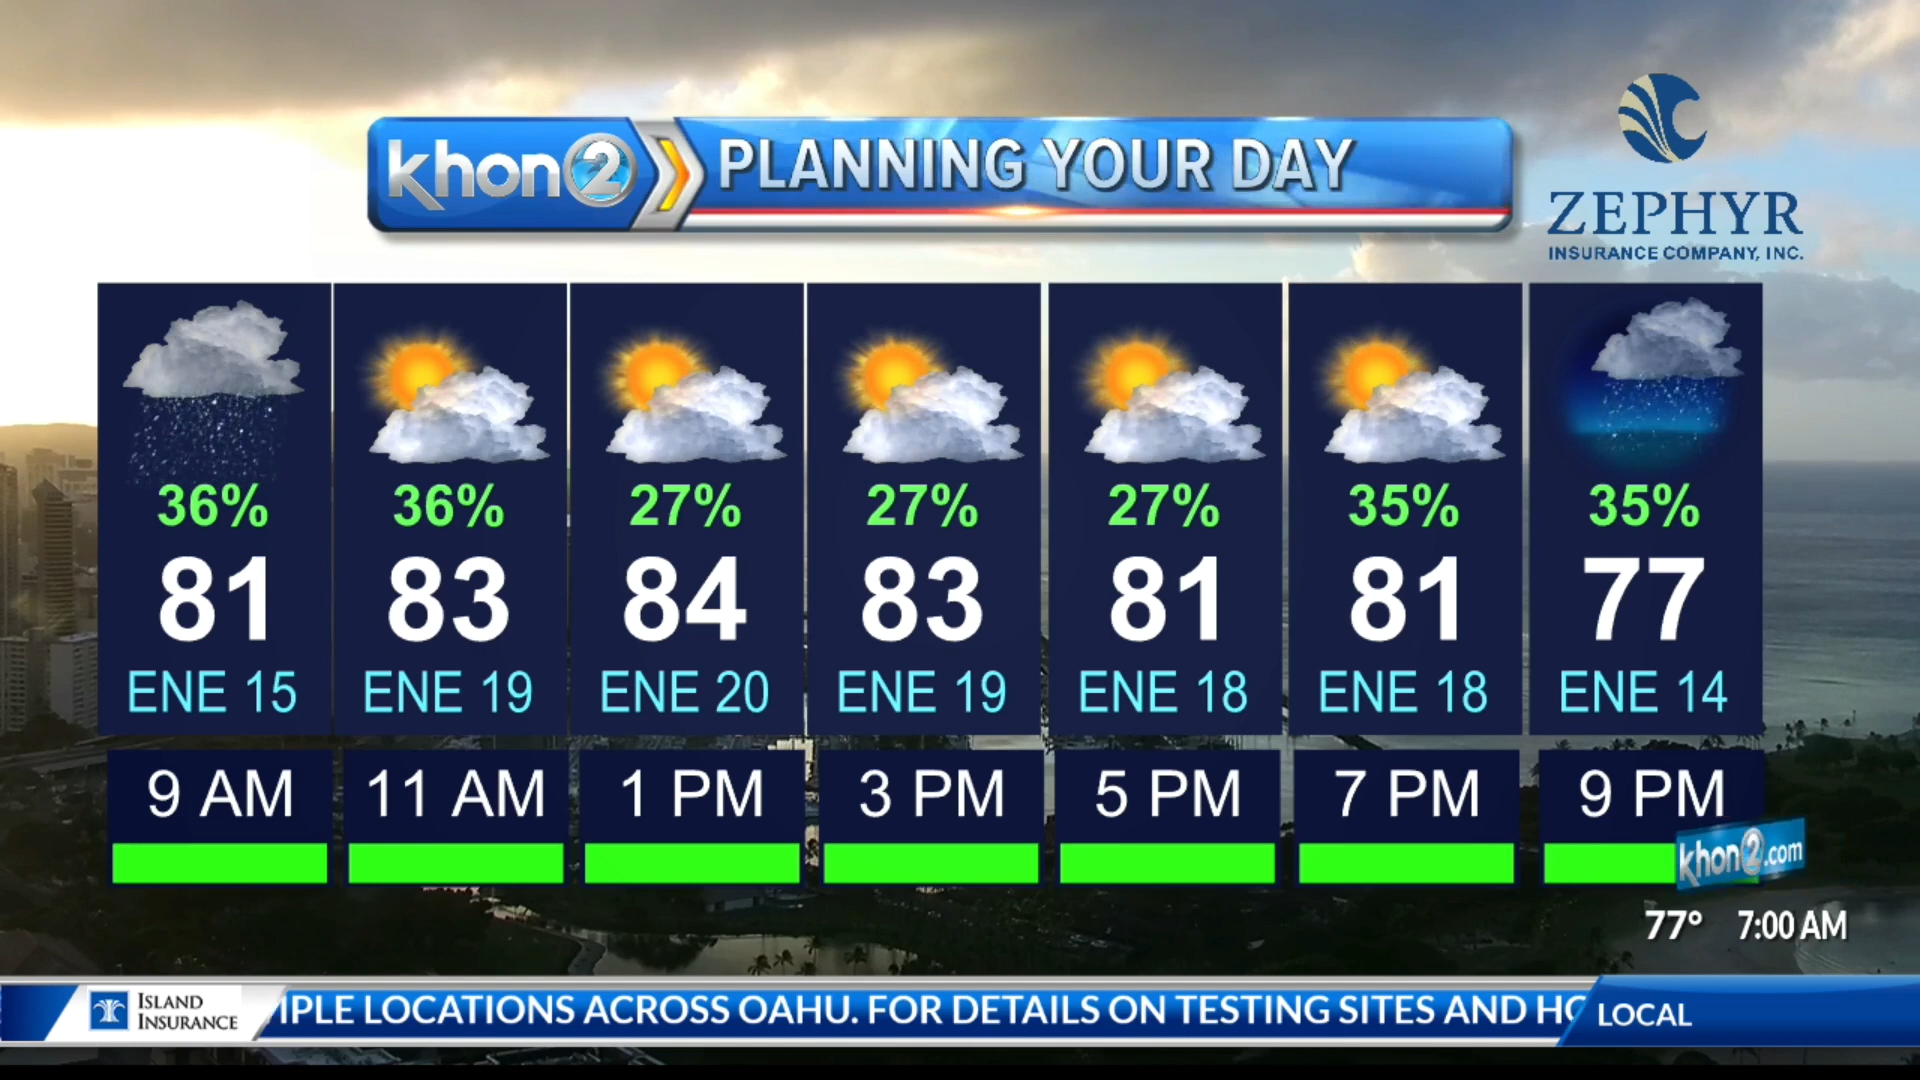 khon2 PLANNING YOUR DAY
ZEPHYR
INSURANCE COMPANY, INC.
36% 36% 27% 27% 27% 35% 35%
81 83 84 83 81 81 77
ENE 15 ENE 19 ENE 20 ENE 19 ENE 18 ENE 18 ENE 14
9 AM 11 AM 1 PM 3 PM 5 PM 7 PM 9 PM
khon2.com
77° 7:00 AM
ISLAND
INSURANCE
IPLE LOCATIONS ACROSS OAHU. FOR DETAILS ON TESTING SITES AND HO
LOCAL